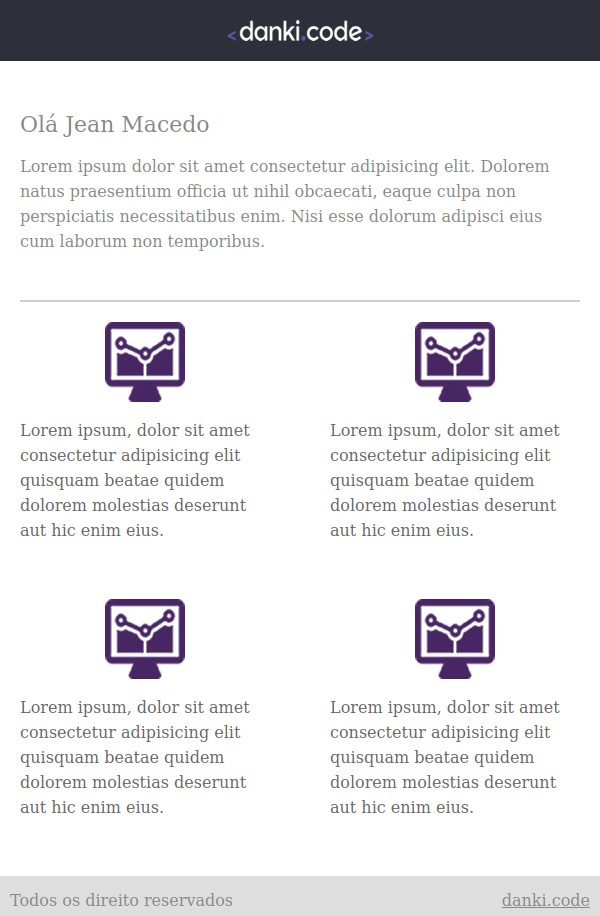 <danki.code>
Olá Jean Macedo
Lorem ipsum dolor sit amet consectetur adipisicing elit. Dolorem
natus praesentium officia ut nihil obcaecati, eaque culpa non
perspiciatis necessitatibus enim. Nisi esse dolorum adipisci eius
cum laborum non temporibus.
Lorem ipsum, dolor sit amet
consectetur adipisicing elit
quisquam beatae quidem
dolorem molestias deserunt
aut hic enim eius.
Lorem ipsum, dolor sit amet
consectetur adipisicing elit
quisquam beatae quidem
dolorem molestias deserunt
aut hic enim eius.
Lorem ipsum, dolor sit amet
consectetur adipisicing elit
quisquam beatae quidem
dolorem molestias deserunt
aut hic enim eius.
Lorem ipsum, dolor sit amet
consectetur adipisicing elit
quisquam beatae quidem
dolorem molestias deserunt
aut hic enim eius.
Todos os direito reservados
danki.code